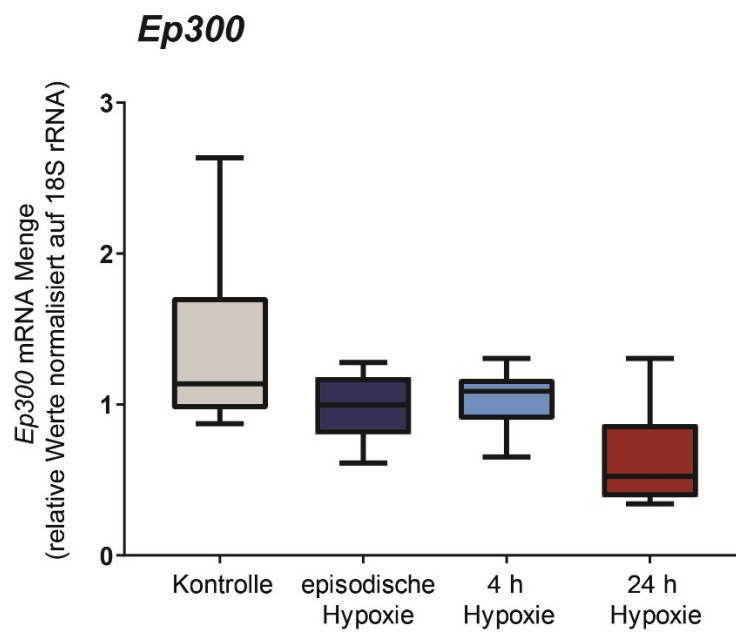 Ep300
Ep300 mRNA Menge
(relative Werte normalisiert auf 18S rRNA)
3
2
1
0
Kontrolle
episodische
Hypoxie
4 h
Hypoxie
24 h
Hypoxie